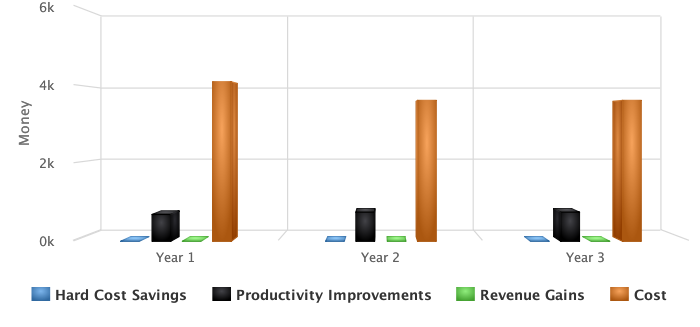 6k
4k
2k
0k
Money
Year 1 Year 2 Year 3
Hard Cost Savings Productivity Improvements Revenue Gains Cost